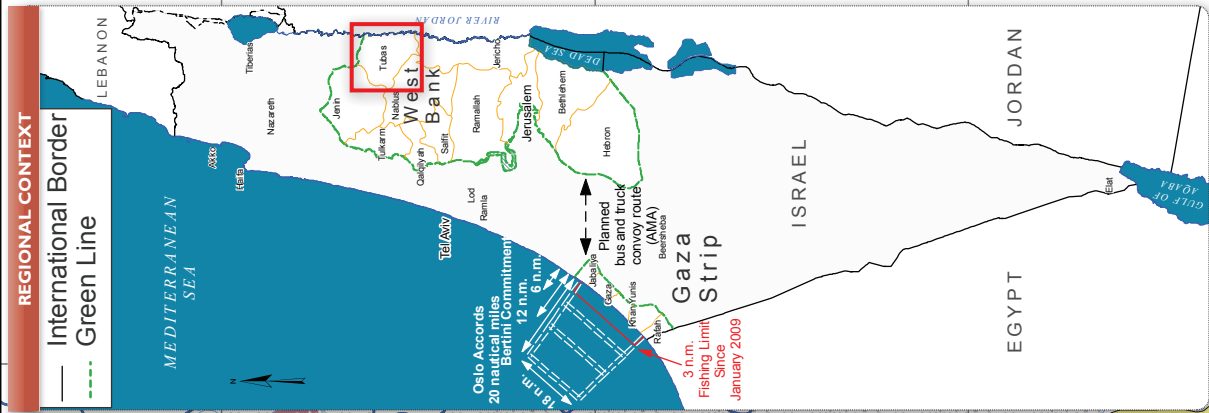 REGIONAL CONTEXT
International Border
Green Line
LEBANON
MEDITERANEAN
SEA
N
Akko
Haifa
Tiberias
Nazareth
RIVER JORDAN
Jenin
Tubas
Tulkarm
Nablus
West
Bank
Qalqilyah
Salfit
Tel Aviv
Lod
Ramla
Ramallah
Jericho
Jerusalem
DEAD SEA
Bethlehem
Hebron
Oslo Accords
20 nautical miles
Bertini Commitment
12 n.m.
6 n.m.
18 n.m.
Planned
bus and truck
convoy route
(AMA)
Beersheba
Jabaliya
Gaza
Khan Yunis
Rafah
Gaza
Strip
3 n.m.
Fishing Limit
Since
January 2009
ISRAEL
JORDAN
EGYPT
Elat
GULF OF
AQABA